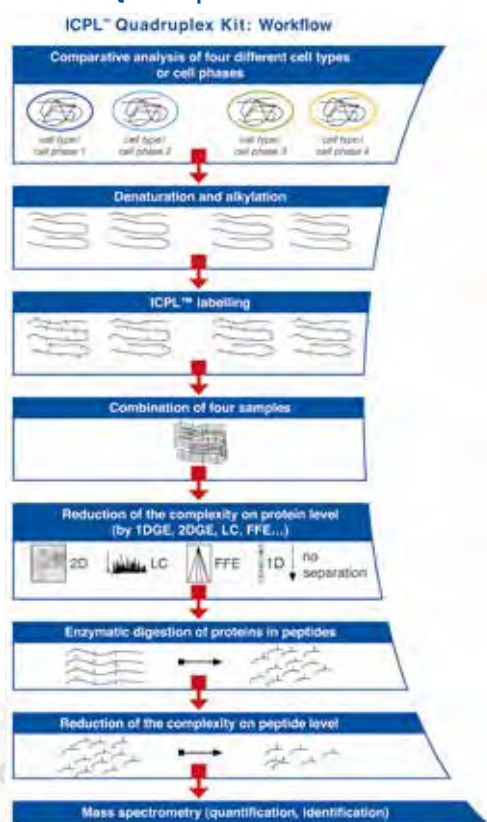 ICPL™ Quadruplex Kit: Workflow
Comparative analysis of four different cell types
or cell phases
cell type/
cell phase 1
cell type/
cell phase 2
cell type/
cell phase 3
cell type/
cell phase 4
Denaturation and alkylation
ICPL™ labelling
Combination of four samples
Reduction of the complexity on protein level
(by 1DGE, 2DGE, LC, FFE...)
2D
LC
FFE
1D
no
separation
Enzymatic digestion of proteins in peptides
Reduction of the complexity on peptide level
Mass spectrometry (quantification, identification)